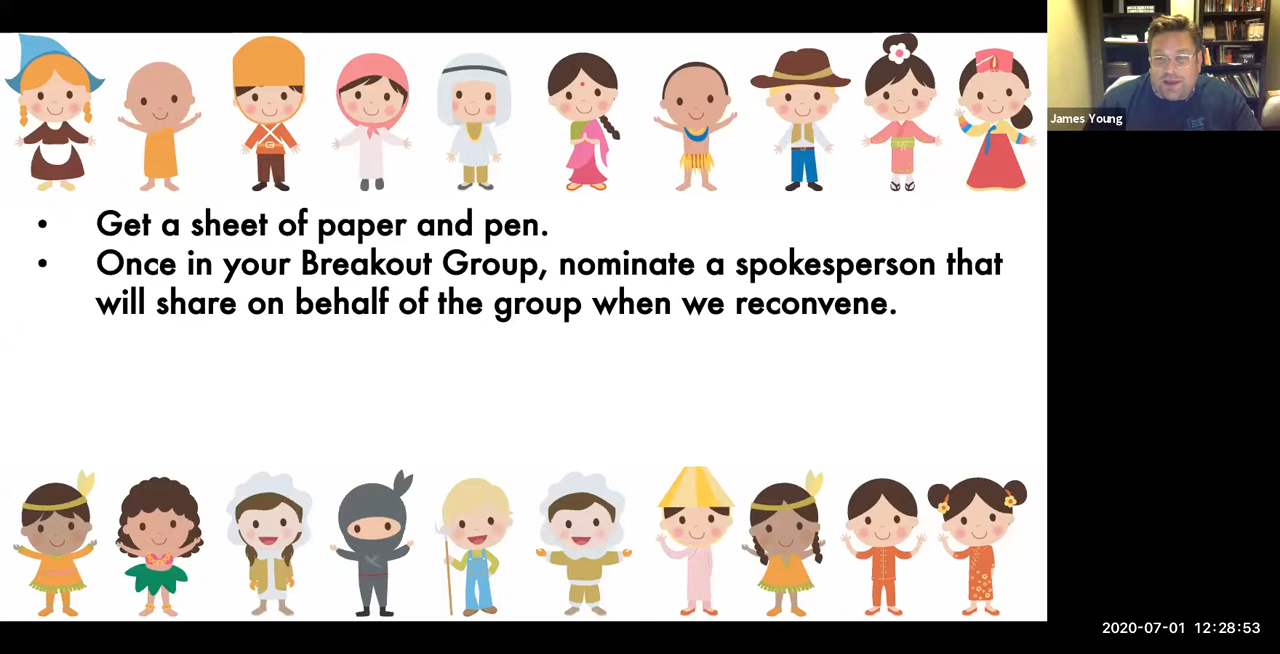 James Young
• Get a sheet of paper and pen.
• Once in your Breakout Group, nominate a spokesperson that
will share on behalf of the group when we reconvene.
2020-07-01 12:28:53